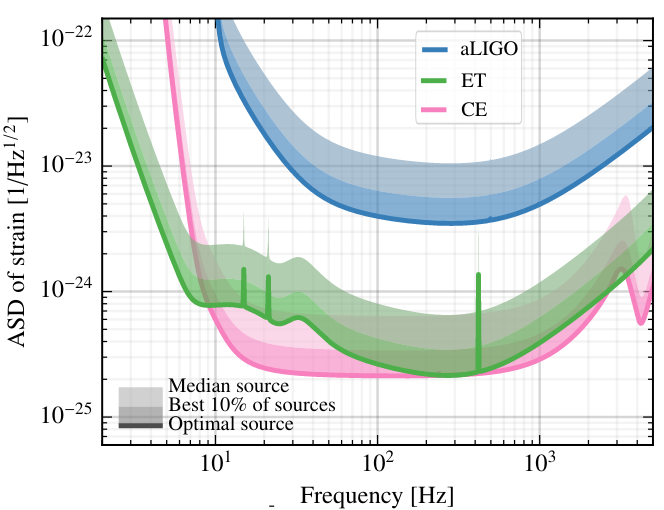 10⁻²²
10⁻²³
10⁻²⁴
10⁻²⁵
ASD of strain [1/Hz^{1/2}]
aLIGO
ET
CE
Median source
Best 10% of sources
Optimal source
10¹
10²
10³
Frequency [Hz]